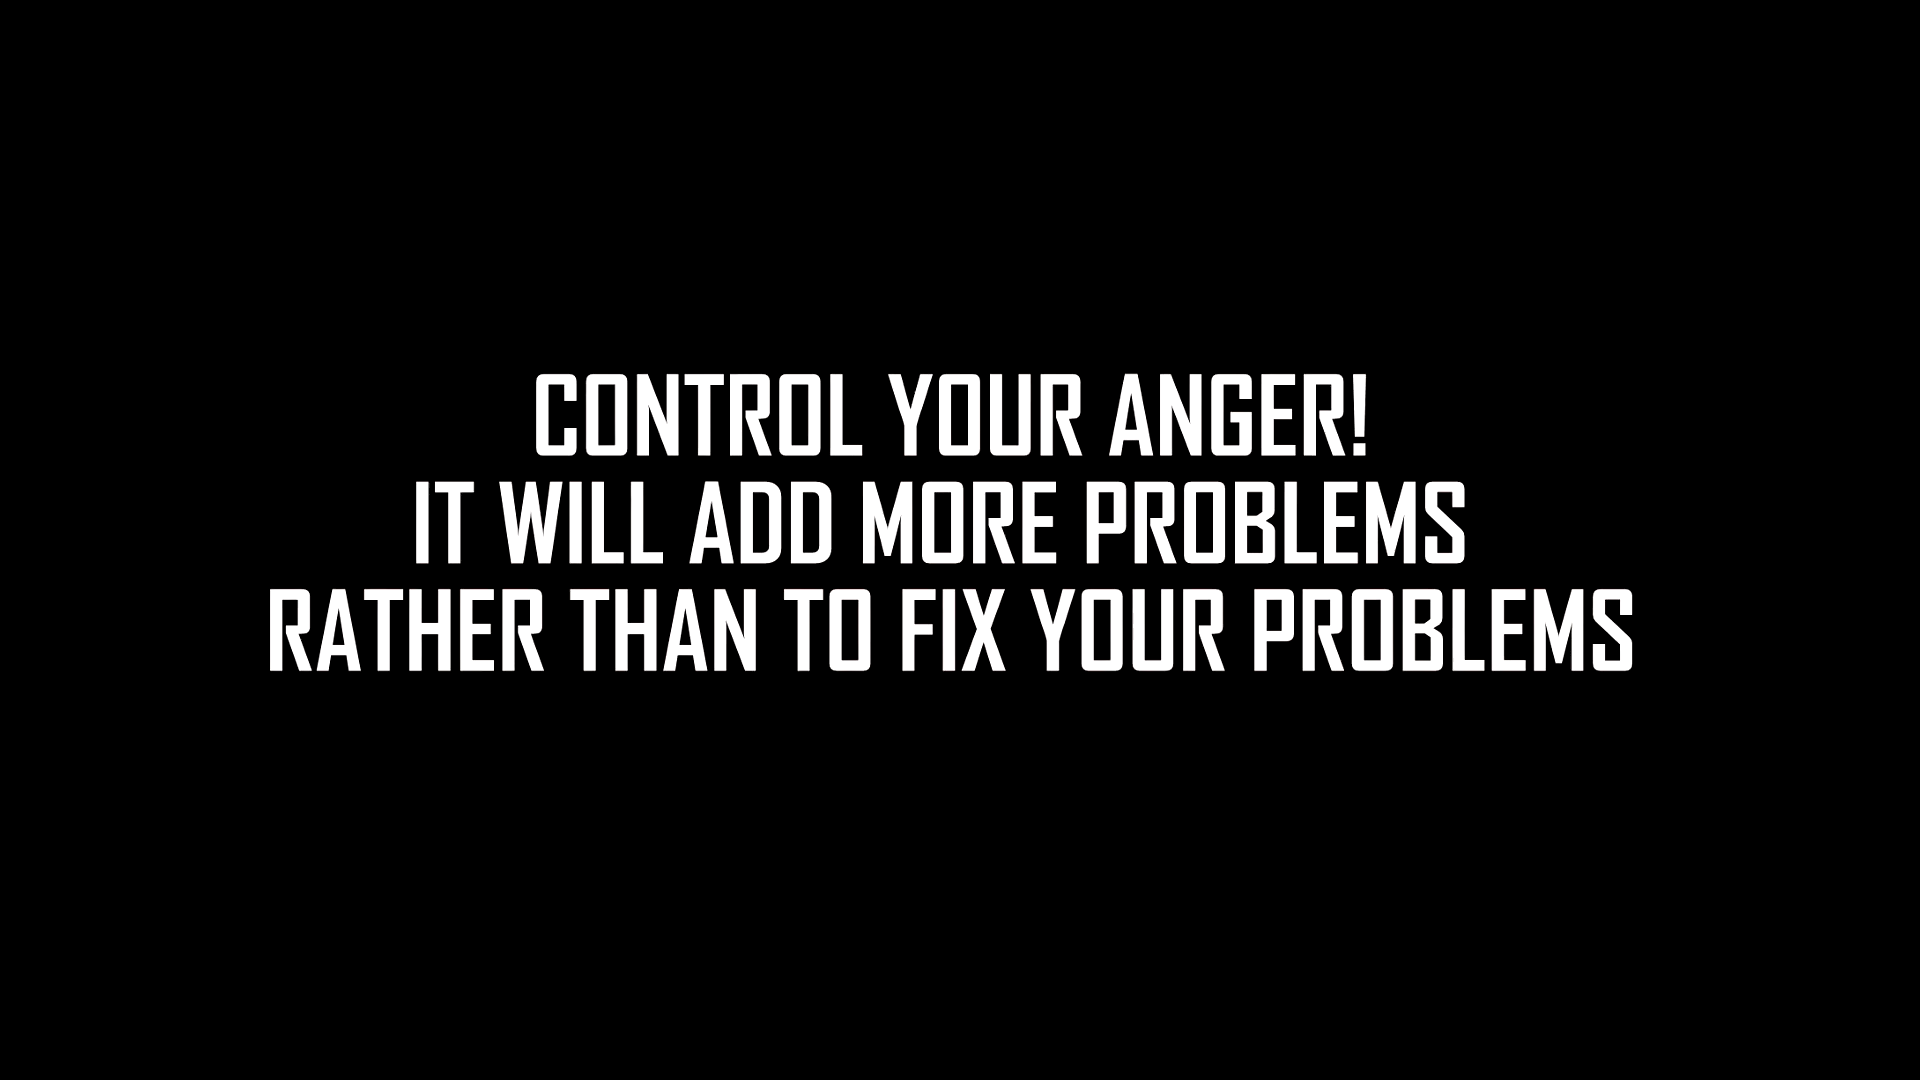 CONTROL YOUR ANGER!
IT WILL ADD MORE PROBLEMS
RATHER THAN TO FIX YOUR PROBLEMS